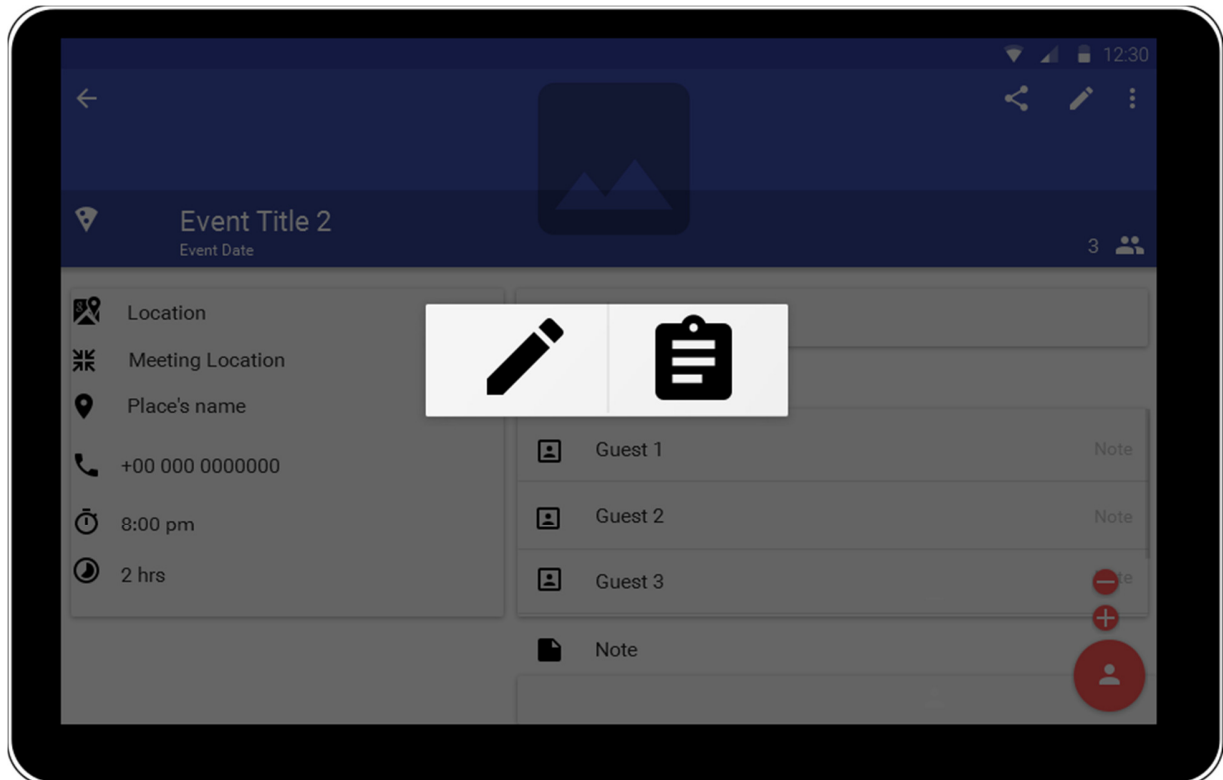 12:30
Event Title 2
Event Date
3
Location
Meeting Location
Place's name
+00 000 0000000
8:00 pm
2 hrs
Guest 1 Note
Guest 2 Note
Guest 3
Note